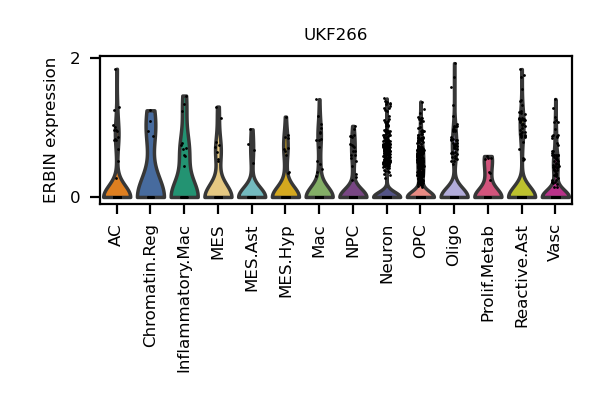 UKF266
ERBIN expression
2
0
AC
Chromatin.Reg
Inflammatory.Mac
MES
MES.Ast
MES.Hyp
Mac
NPC
Neuron
OPC
Oligo
Prolif.Metab
Reactive.Ast
Vasc